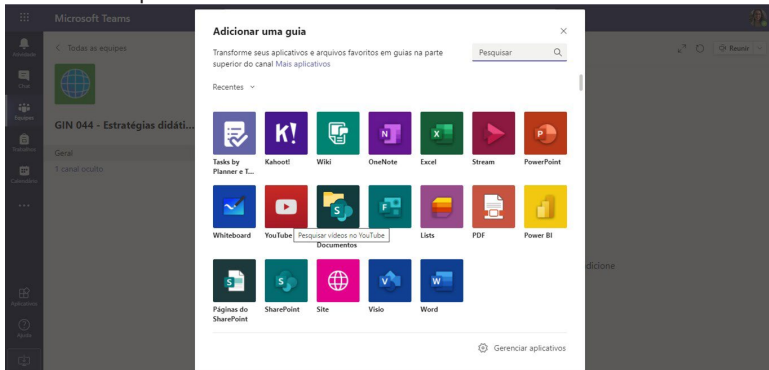 Microsoft Teams
Adicionar uma guia
Transforme seus aplicativos e arquivos favoritos em guias na parte
superior do canal Mais aplicativos
Pesquisar
Recentes
Todas as equipes
Reunir
Atividade
Chat
Equipes
GIN 044 - Estratégias didáti...
Geral
1 canal oculto
Calendário
Tasks by
Planner e T...
Kahoot!
Wiki
OneNote
Excel
Stream
PowerPoint
Whiteboard
YouTube
Pesquisar vídeos no YouTube
Documentos
Lists
PDF
Power BI
dicione
Páginas do
SharePoint
SharePoint
Site
Visio
Word
Aplicativos
Ajuda
Gerenciar aplicativos